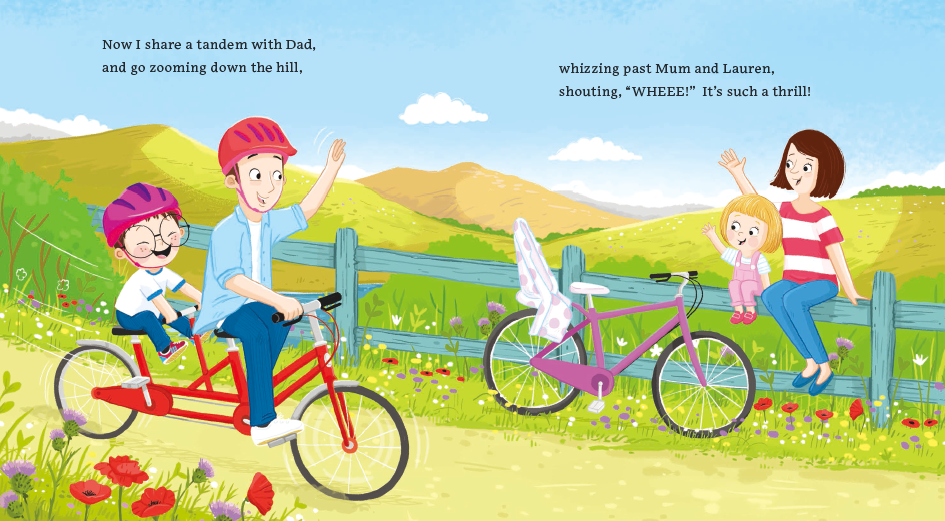 Now I share a tandem with Dad,
and go zooming down the hill,
whizzing past Mum and Lauren,
shouting, “WHEEE!”  It’s such a thrill!